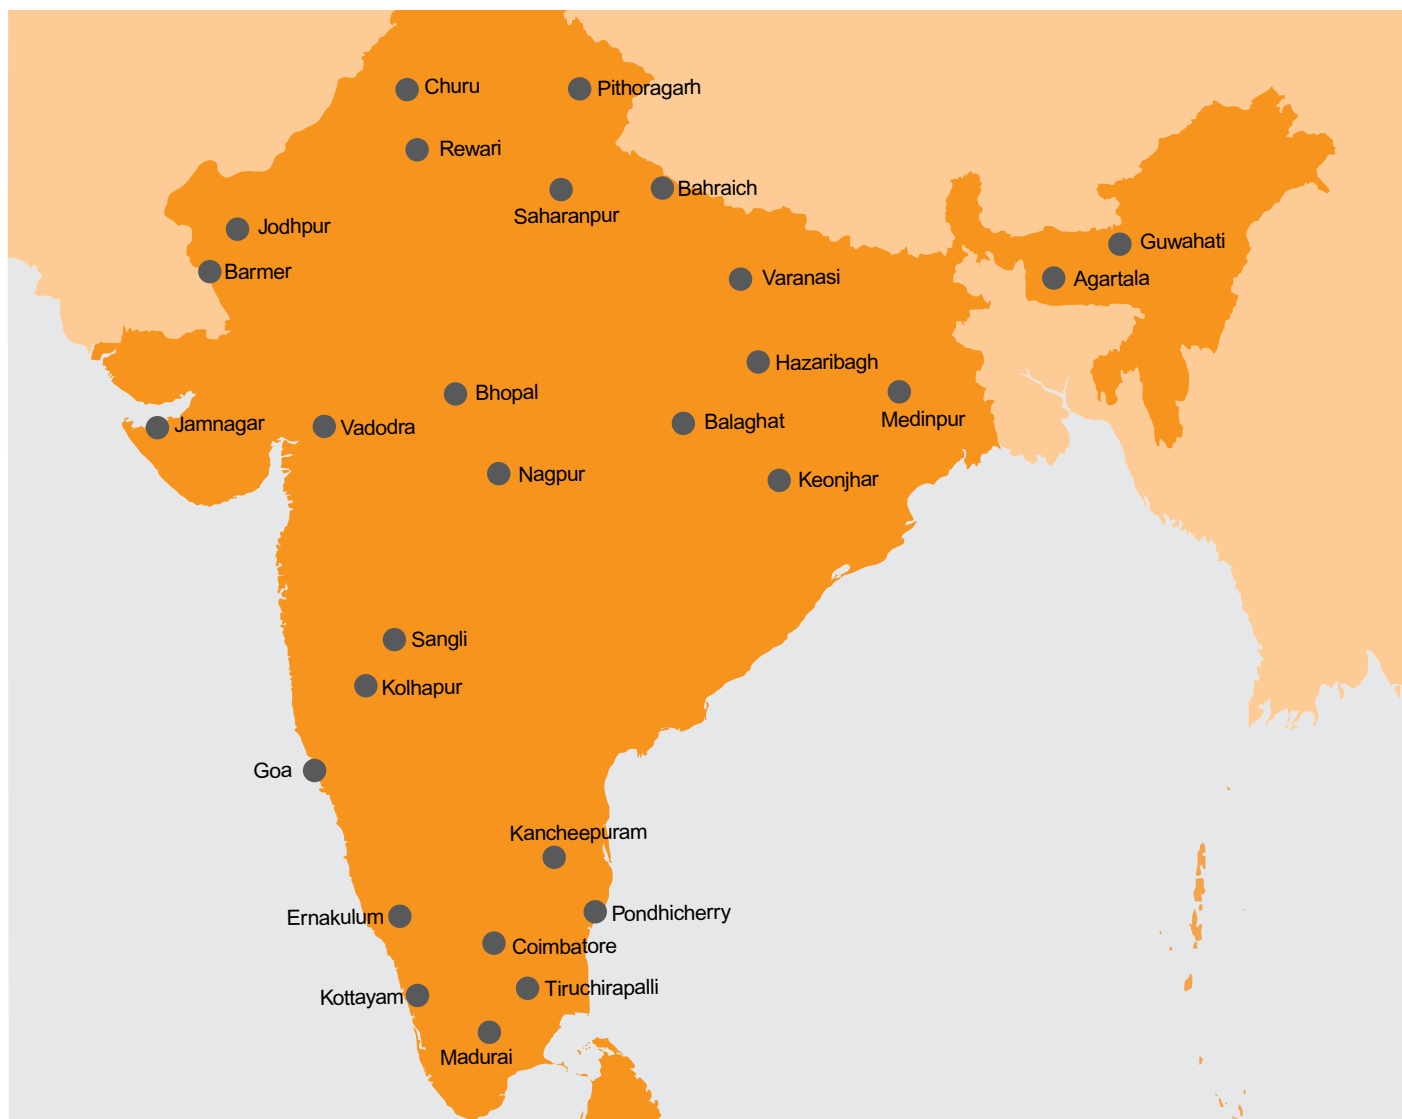 Churu
Pithoragarh
Rewari
Bahraich
Saharanpur
Jodhpur
Guwahati
Barmer
Varanasi
Agartala
Hazaribagh
Bhopal
Medinpur
Jamnagar
Vadodra
Balaghat
Nagpur
Keonjhar
Sangli
Kolhapur
Goa
Kancheepuram
Pondhicherry
Ernakulum
Coimbatore
Tiruchirapalli
Kottayam
Madurai